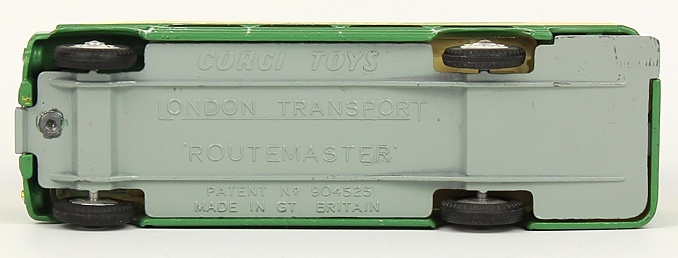 CORGI TOYS
LONDON TRANSPORT
'ROUTEMASTER'
PATENT Nº 904525
MADE IN GT BRITAIN